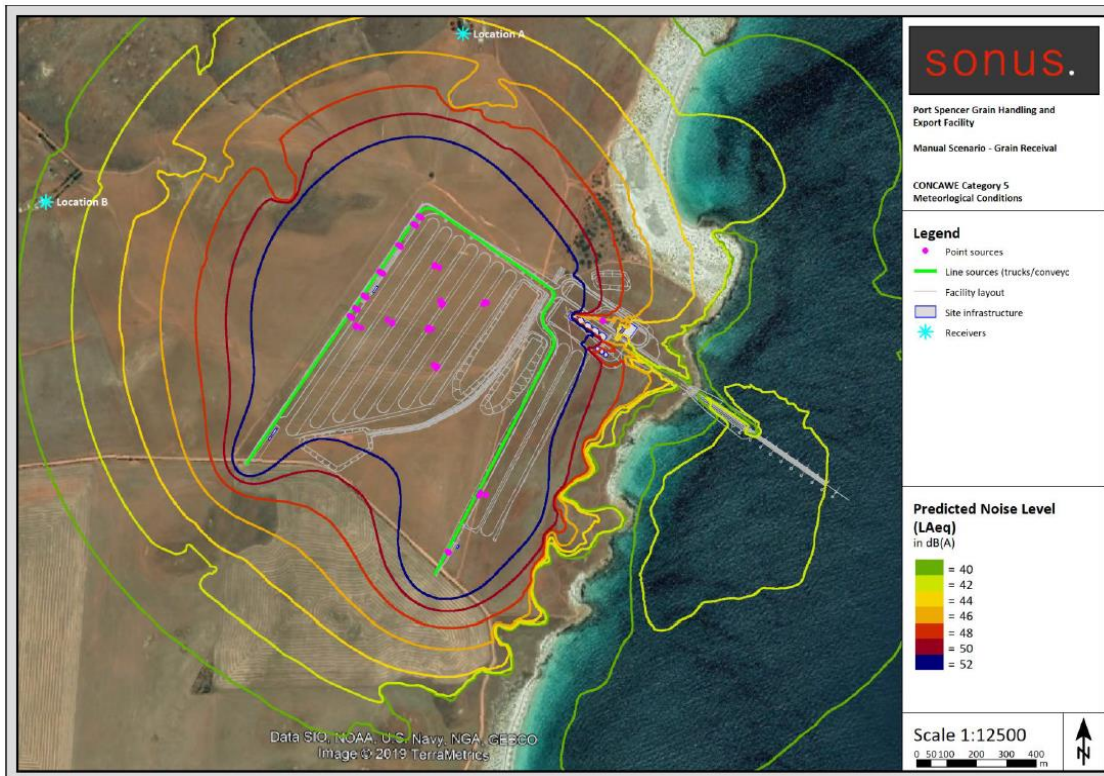 Location A
Location B
Data SIO, NOAA, U.S. Navy, NGA, GEBCO
Image © 2019 TerraMetrics
sonus.
Port Spencer Grain Handling and
Export Facility
Manual Scenario - Grain Receival
CONCAWE Category 5
Meteorlogical Conditions
Legend
Point sources
Line sources (trucks/conveyc
Facility layout
Site infrastructure
Receivers
Predicted Noise Level
(LAeq)
in dB(A)
= 40
= 42
= 44
= 46
= 48
= 50
= 52
Scale 1:12500
0 50 100 200 300 400
m
N